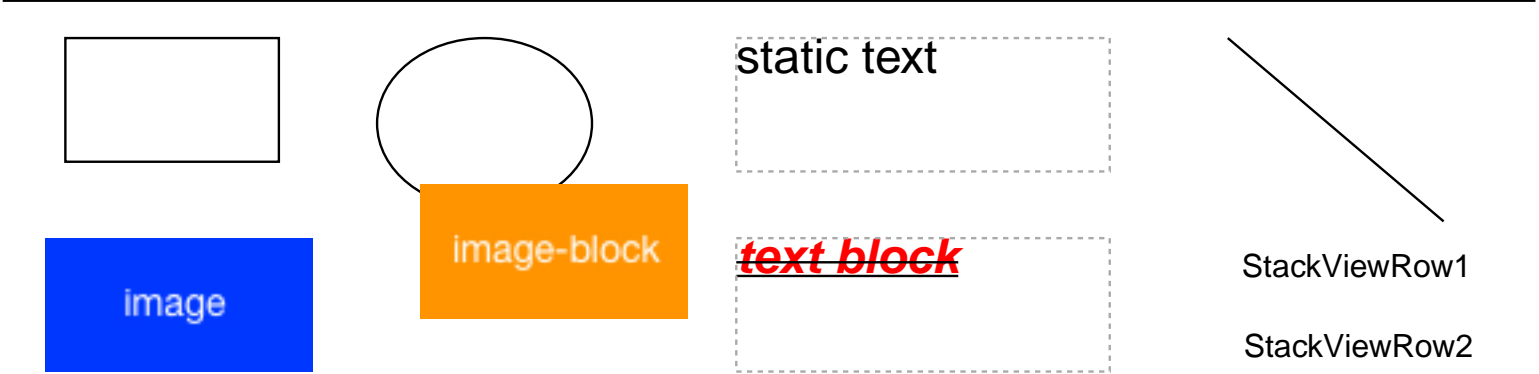 static text
image-block
text block
StackViewRow1
image
StackViewRow2